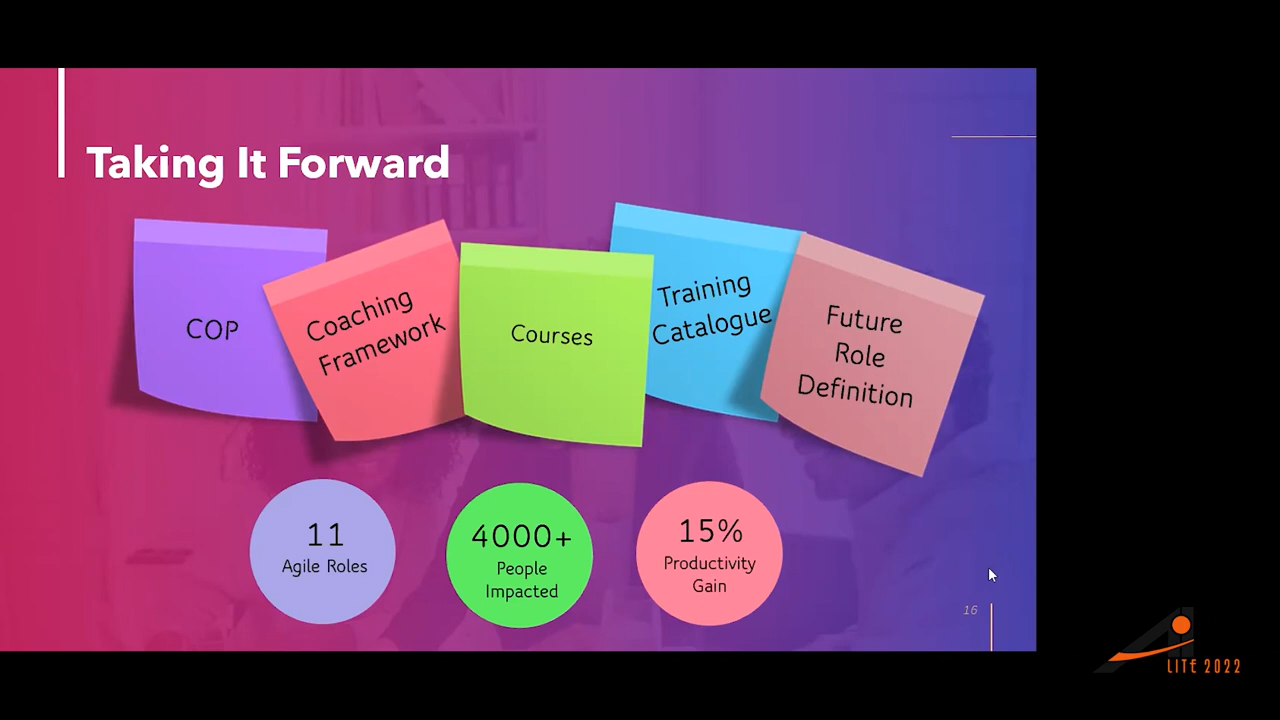 Taking It Forward
COP
Coaching
Framework
Courses
Training
Catalogue
Future
Role
Definition
11
Agile Roles
4000+
People
Impacted
15%
Productivity
Gain
16
LITE 2022